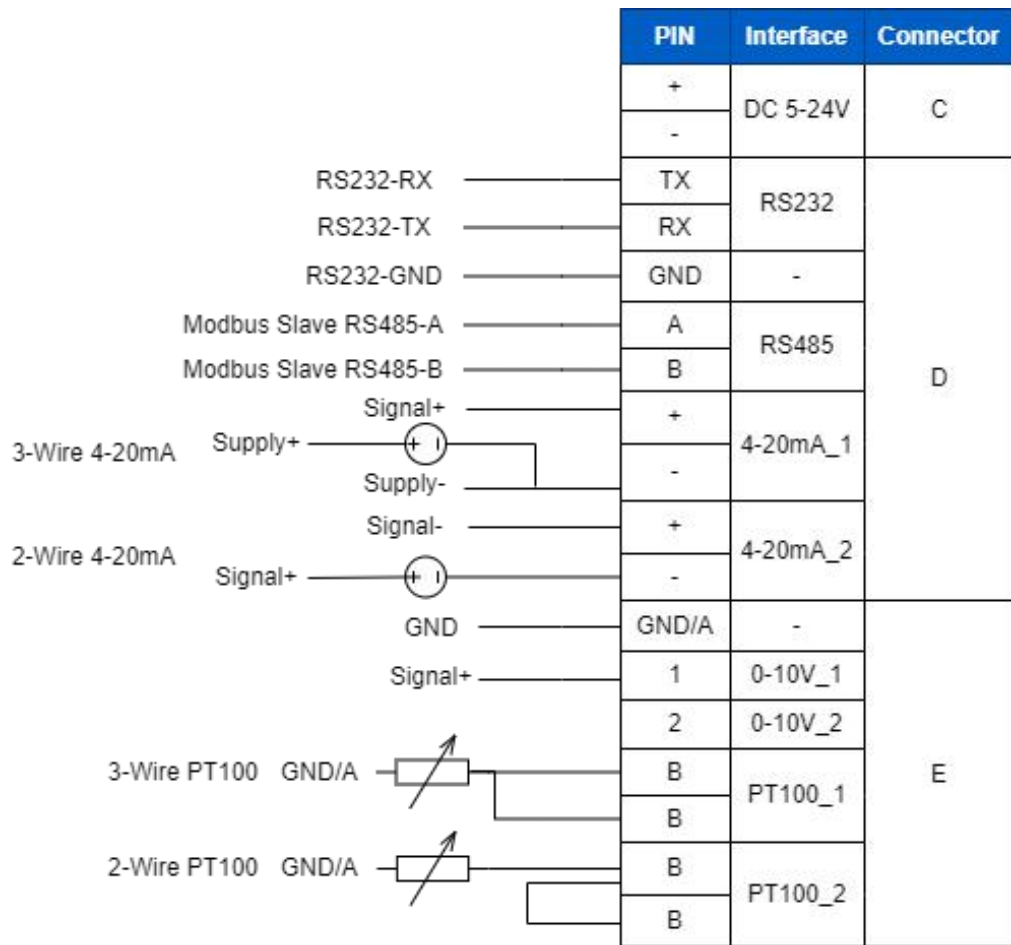 PIN Interface Connector
+
DC 5-24V C
-
RS232-RX TX
RS232
RS232-TX RX
RS232-GND GND -
Modbus Slave RS485-A A
RS485
Modbus Slave RS485-B B
D
Signal+ +
3-Wire 4-20mA Supply+ + - 4-20mA_1
Supply- -
Signal- +
2-Wire 4-20mA 4-20mA_2
Signal+ + - -
GND GND/A -
Signal+ 1 0-10V_1
2 0-10V_2
3-Wire PT100 GND/A B
PT100_1 E
B
2-Wire PT100 GND/A B
PT100_2
B